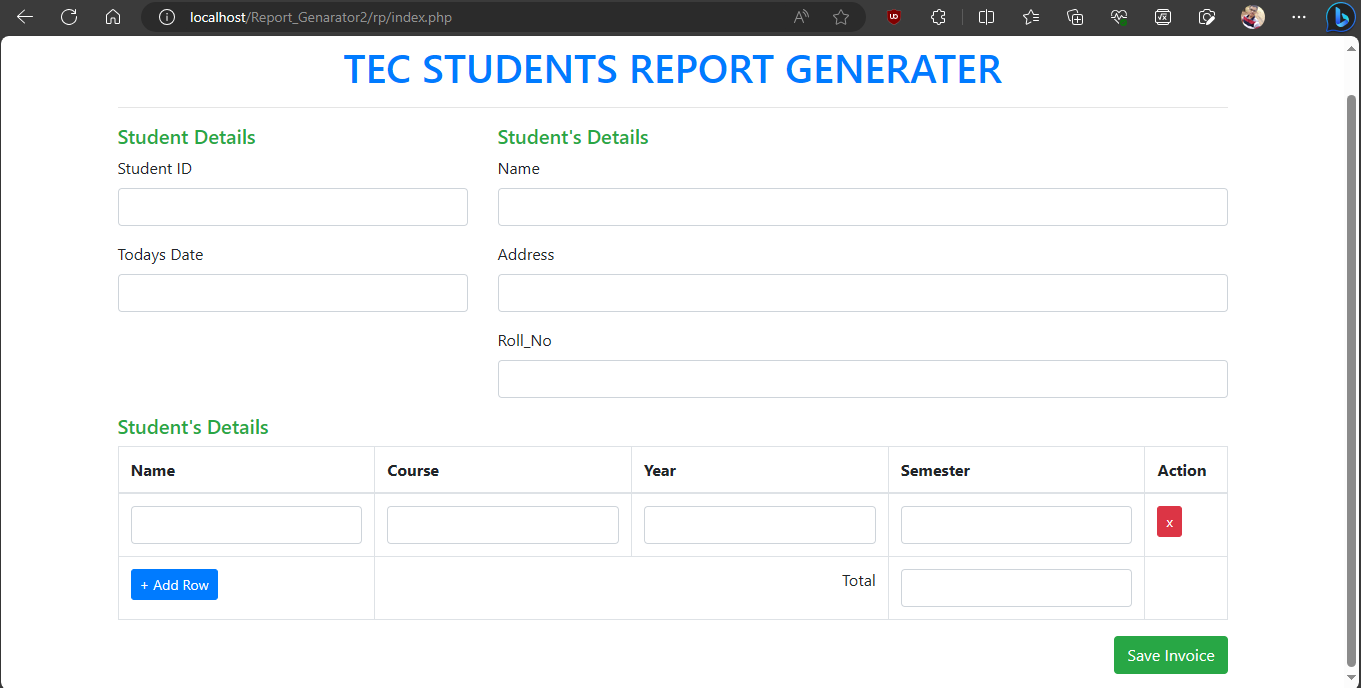 localhost/Report_Genarator2/rp/index.php
TEC STUDENTS REPORT GENERATER
Student Details
Student's Details
Student ID
Name
Todays Date
Address
Roll_No
Student's Details
Name Course Year Semester Action
x
+ Add Row Total
Save Invoice